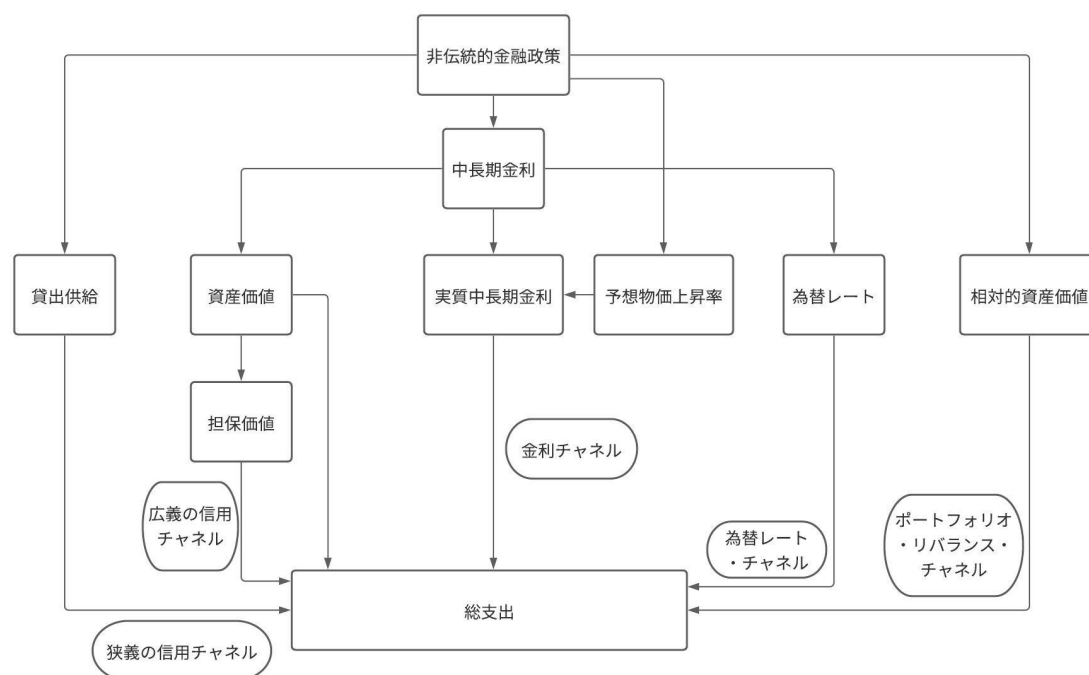 非伝統的金融政策
中長期金利
貸出供給
資産価値
実質中長期金利
予想物価上昇率
為替レート
相対的資産価値
担保価値
金利チャネル
広義の信用
チャネル
為替レート
・チャネル
ポートフォリオ
・リバランス・
チャネル
総支出
狭義の信用チャネル